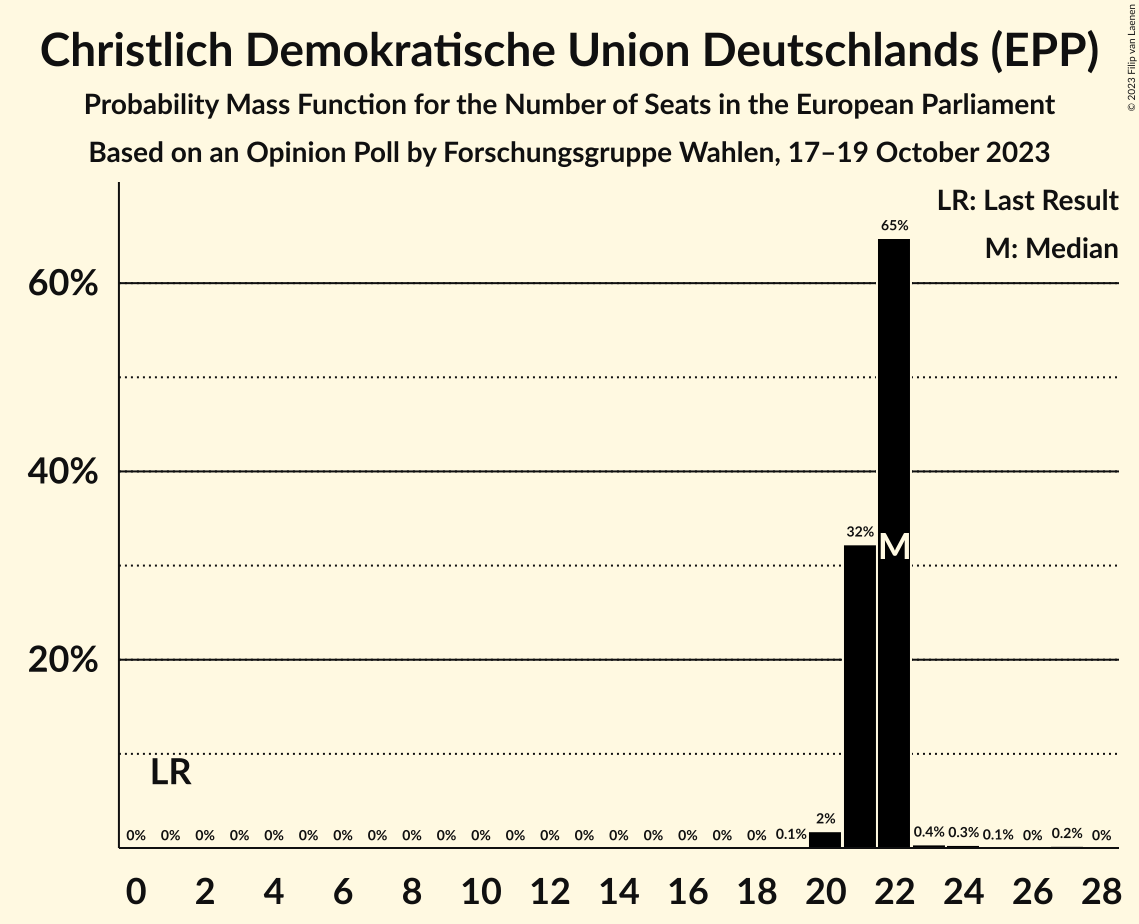 Christlich Demokratische Union Deutschlands (EPP)
Probability Mass Function for the Number of Seats in the European Parliament
Based on an Opinion Poll by Forschungsgruppe Wahlen, 17–19 October 2023
© 2023 Filip van Laenen
LR: Last Result
M: Median
60%
40%
20%
65%
32%
M
LR
0% 0% 0% 0% 0% 0% 0% 0% 0% 0% 0% 0% 0% 0% 0% 0% 0% 0% 0% 0.1% 2% 0.4% 0.3% 0.1% 0% 0.2% 0%
0 2 4 6 8 10 12 14 16 18 20 22 24 26 28